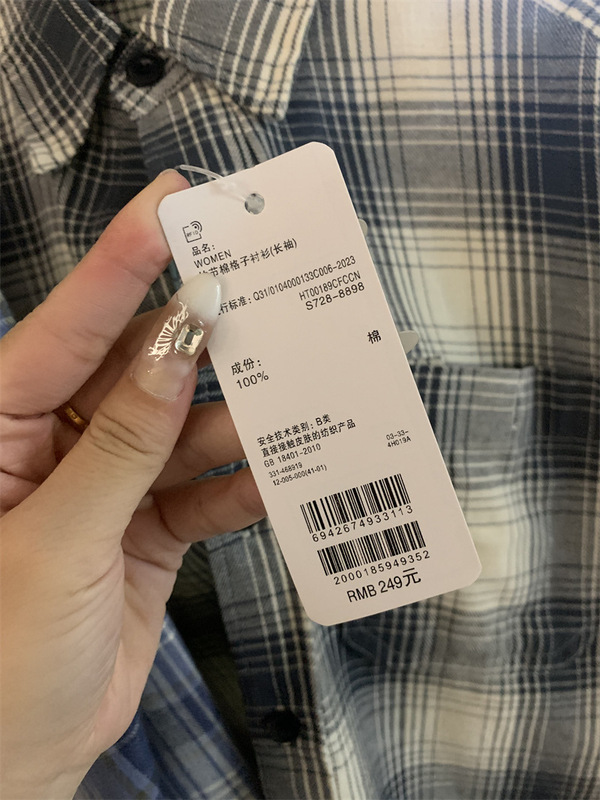 RFID
品名:
WOMEN
节棉格子衬衫(长袖)
行标准: Q31/0104000133C006-2023
HT00189CFCCN
S728-8898
成份:
100%
棉
安全技术类别: B类
直接接触皮肤的纺织产品
GB 18401-2010
03-33-
4H019A
331-468919
12-005-000(41-01)
6942674933113
2000185949352
RMB 249元